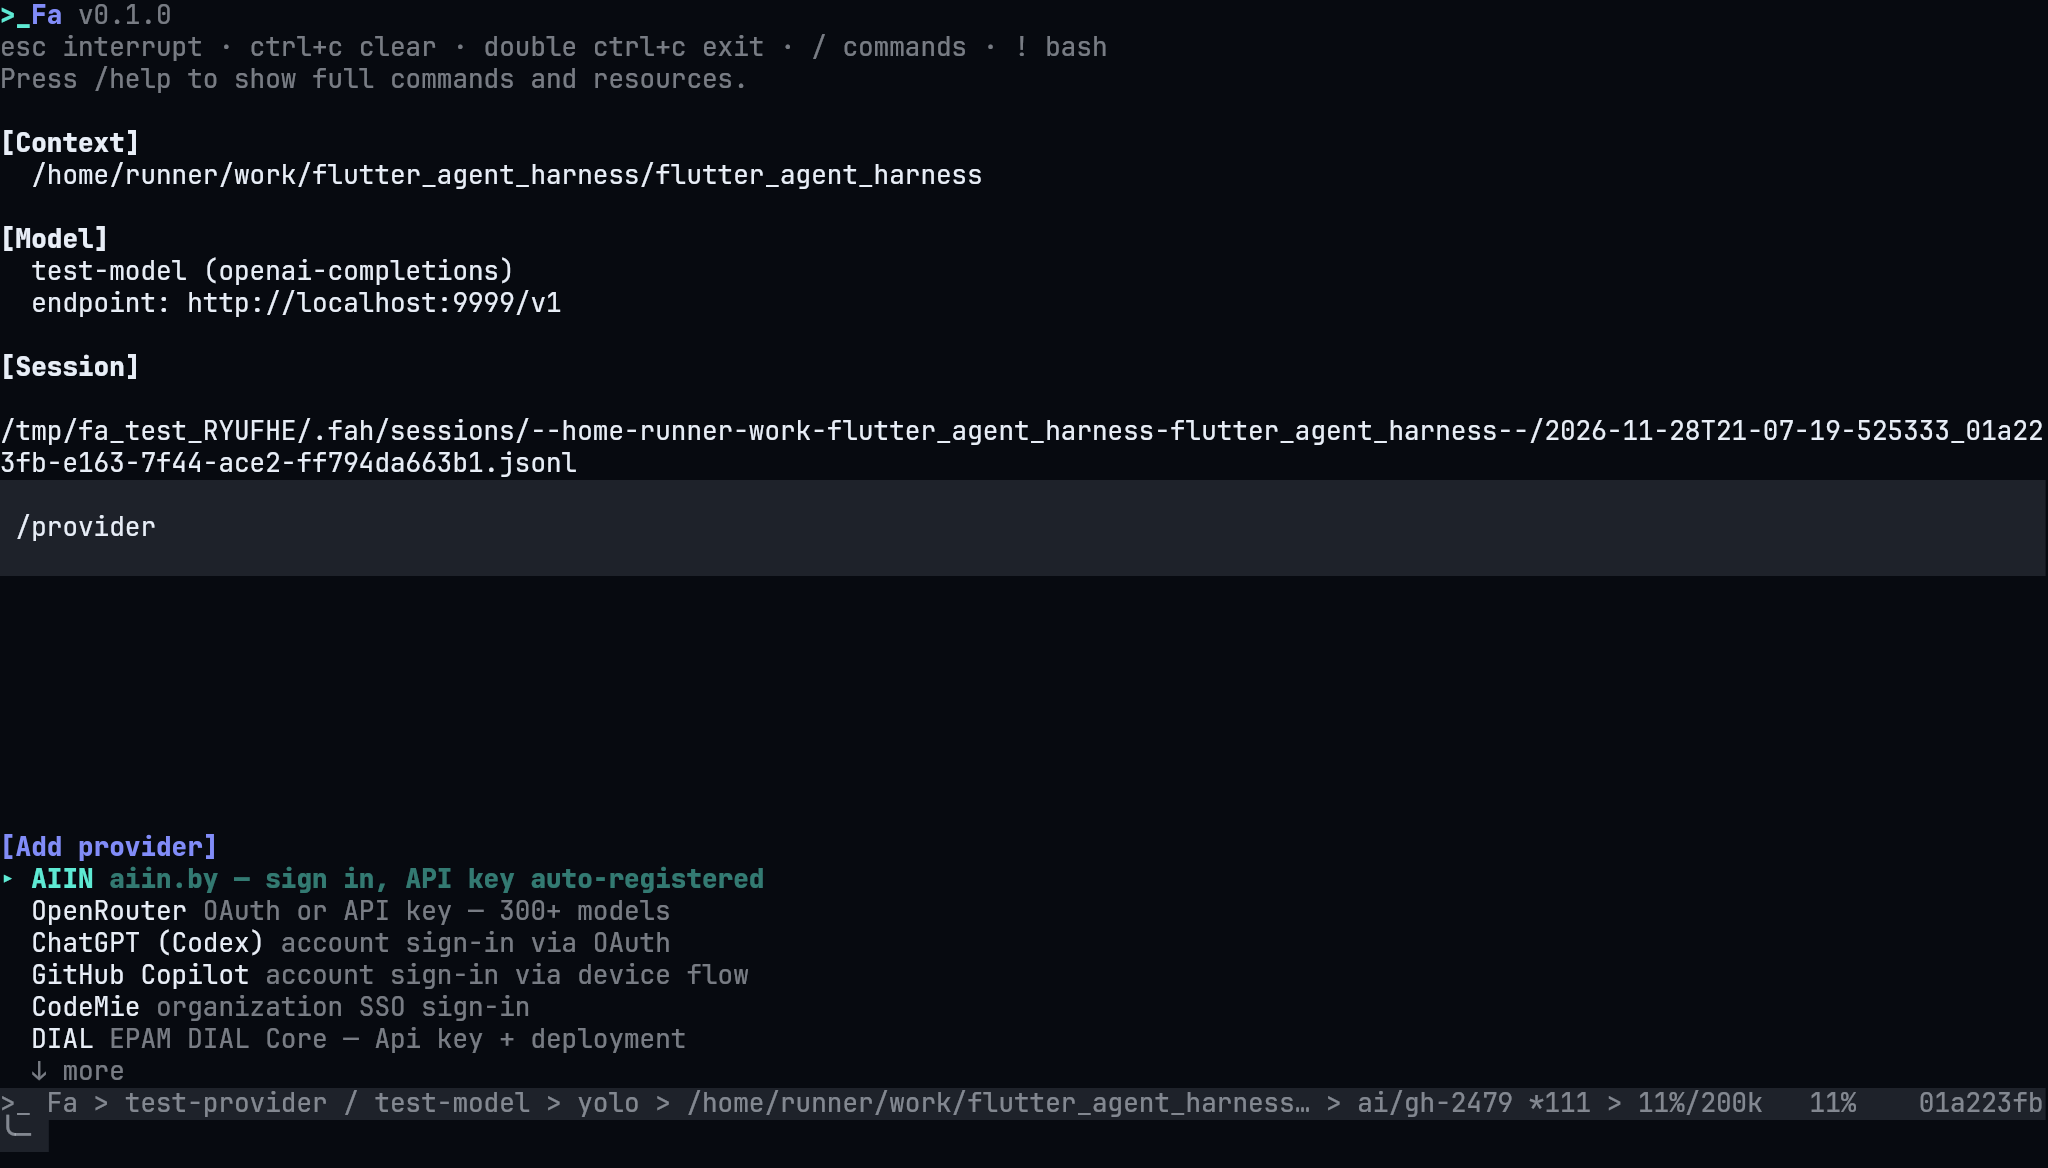 >_Fa v0.1.0
esc interrupt · ctrl+c clear · double ctrl+c exit · / commands · ! bash
Press /help to show full commands and resources.
[Context]
/home/runner/work/flutter_agent_harness/flutter_agent_harness
[Model]
test-model (openai-completions)
endpoint: http://localhost:9999/v1
[Session]
/tmp/fa_test_RYUFHE/.fah/sessions/--home-runner-work-flutter_agent_harness-flutter_agent_harness--/2026-11-28T21-07-19-525333_01a22
3fb-e163-7f44-ace2-ff794da663b1.jsonl
/provider
[Add provider]
▸ AIIN aiin.by — sign in, API key auto-registered
OpenRouter OAuth or API key — 300+ models
ChatGPT (Codex) account sign-in via OAuth
GitHub Copilot account sign-in via device flow
CodeMie organization SSO sign-in
DIAL EPAM DIAL Core — Api key + deployment
↓ more
>_ Fa > test-provider / test-model > yolo > /home/runner/work/flutter_agent_harness… > ai/gh-2479 *111 > 11%/200k 11% 01a223fb